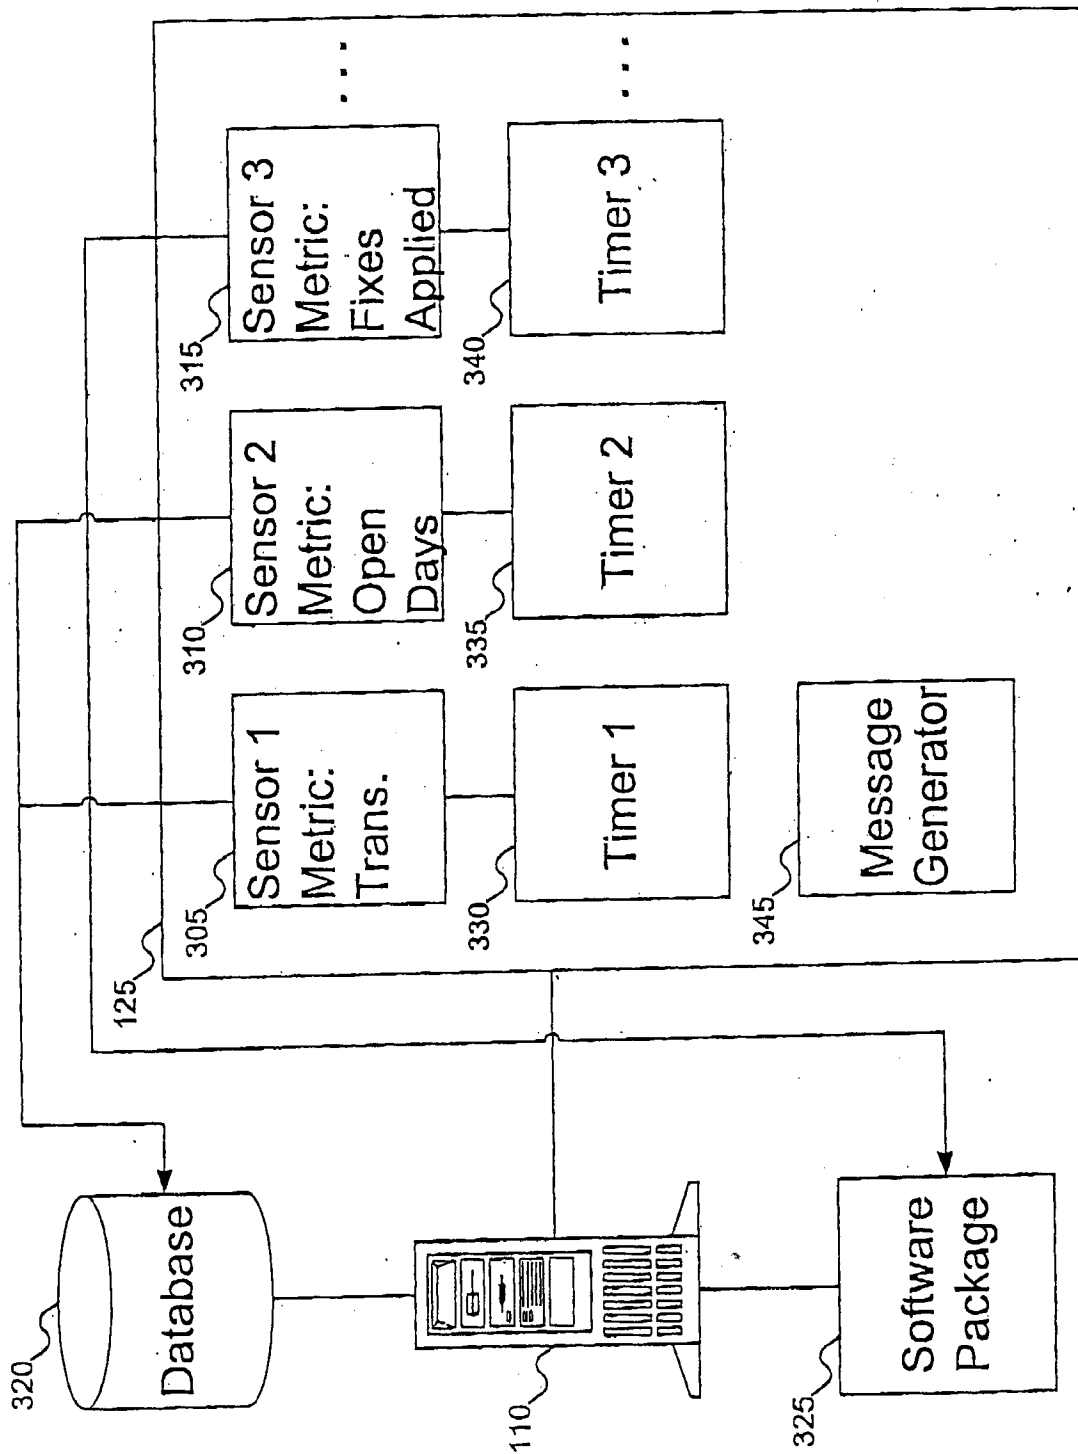 320
Database
110
325
Software
Package
125
305
Sensor 1
Metric:
Trans.
310
Sensor 2
Metric:
Open
Days
315
Sensor 3
Metric:
Fixes
Applied
...
330
Timer 1
335
Timer 2
340
Timer 3
...
345
Message
Generator